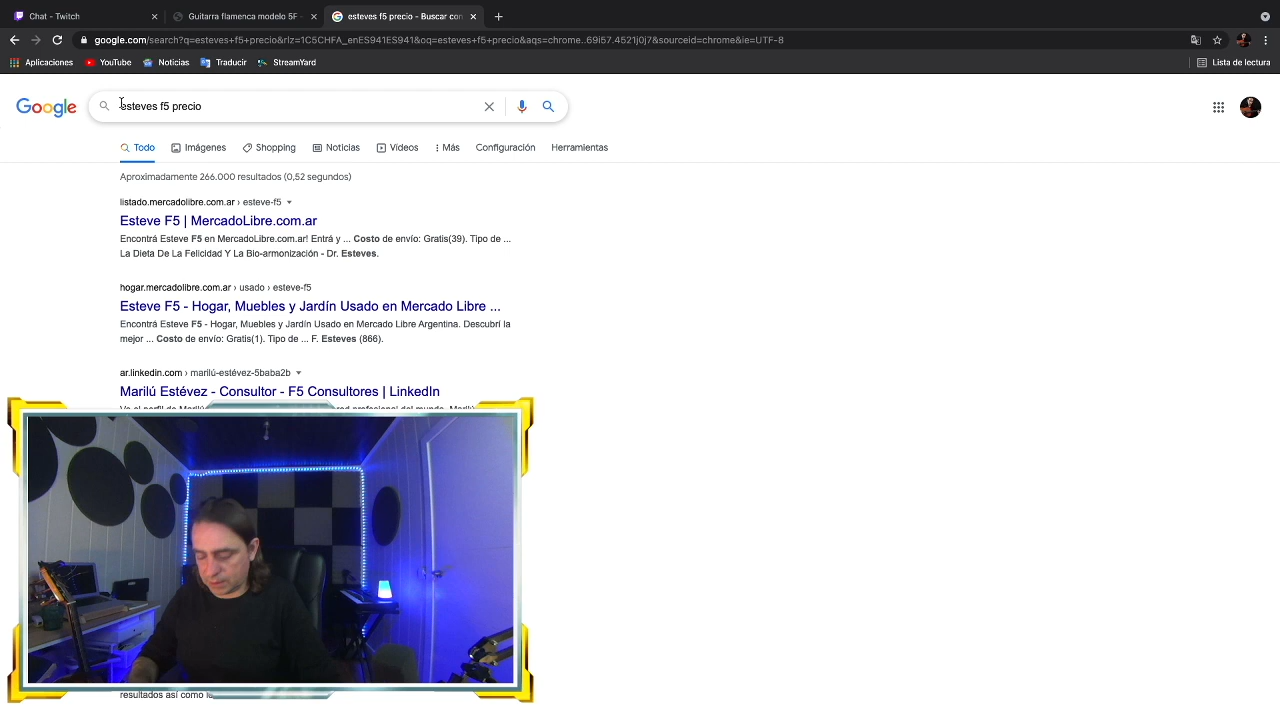 Chat - Twitch
Guitarra flamenca modelo 5F -
esteves f5 precio - Buscar con
google.com/search?q=esteves+f5+precio&rlz=1C5CHFA_enES941ES941&oq=esteves+f5+precio&aqs=chrome..69i57.4521j0j7&sourceid=chrome&ie=UTF-8
Aplicaciones YouTube Noticias Traducir StreamYard Lista de lectura
Google esteves f5 precio
Todo Imágenes Shopping Noticias Vídeos Más Configuración Herramientas
Aproximadamente 266.000 resultados (0,52 segundos)
listado.mercadolibre.com.ar › esteve-f5
Esteve F5 | MercadoLibre.com.ar
Encontrá Esteve F5 en MercadoLibre.com.ar! Entrá y ... Costo de envío: Gratis(39). Tipo de ...
La Dieta De La Felicidad Y La Bio-armonización - Dr. Esteves.
hogar.mercadolibre.com.ar › usado › esteve-f5
Esteve F5 - Hogar, Muebles y Jardín Usado en Mercado Libre ...
Encontrá Esteve F5 - Hogar, Muebles y Jardín Usado en Mercado Libre Argentina. Descubrí la
mejor ... Costo de envío: Gratis(1). Tipo de ... F. Esteves (866).
ar.linkedin.com › marilú-estévez-5baba2b
Marilú Estévez - Consultor - F5 Consultores | LinkedIn
resultados así como